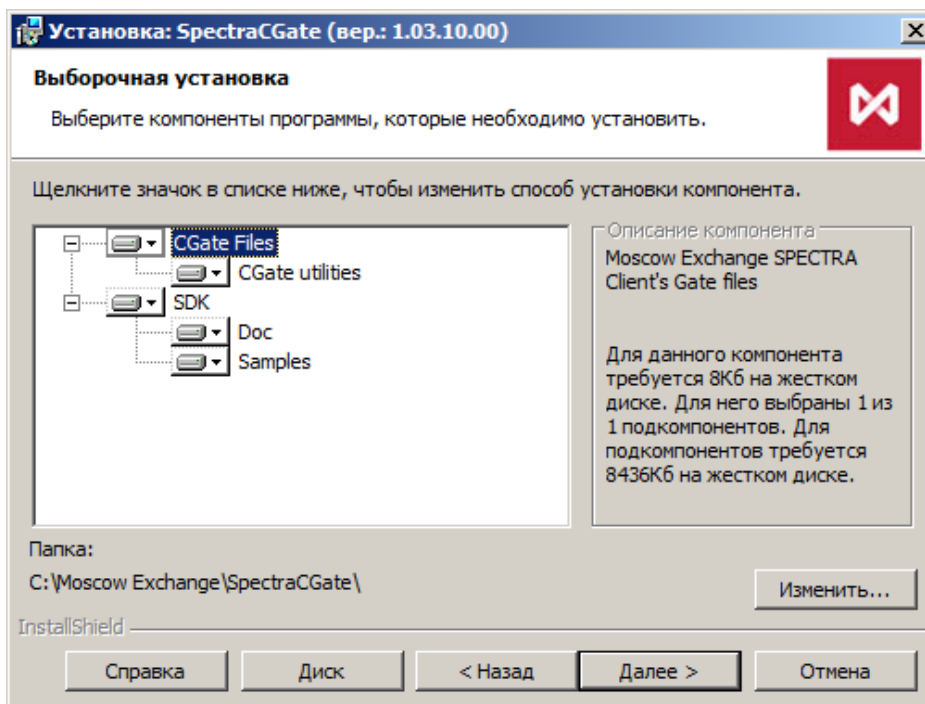 Установка: SpectraCGate (вер.: 1.03.10.00)
Выборочная установка
Выберите компоненты программы, которые необходимо установить.
Щелкните значок в списке ниже, чтобы изменить способ установки компонента.
CGate Files
CGate utilities
SDK
Doc
Samples
Описание компонента
Moscow Exchange SPECTRA
Client's Gate files
Для данного компонента
требуется 8Кб на жестком
диске. Для него выбраны 1 из
1 подкомпонентов. Для
подкомпонентов требуется
8436Кб на жестком диске.
Папка:
C:\Moscow Exchange\SpectraCGate\
Изменить...
InstallShield
Справка
Диск
< Назад
Далее >
Отмена